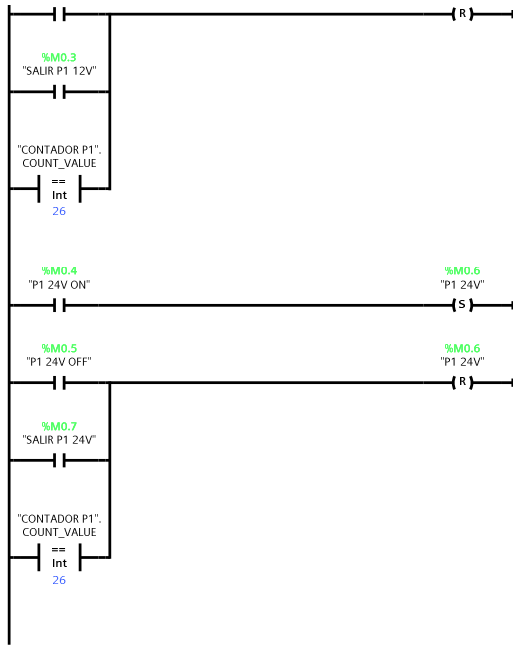 R
%M0.3
"SALIR P1 12V"
"CONTADOR P1".
COUNT_VALUE
==
Int
26
%M0.4
"P1 24V ON"
%M0.6
"P1 24V"
S
%M0.5
"P1 24V OFF"
%M0.6
"P1 24V"
R
%M0.7
"SALIR P1 24V"
"CONTADOR P1".
COUNT_VALUE
==
Int
26